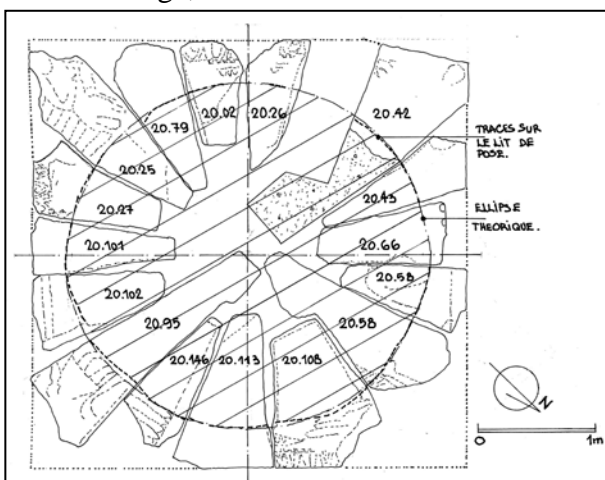 20.79
20.02
20.26
20.42
TRACES SUR
LE LIT DE
POSE.
20.25
20.43
20.27
ELLIPSE
THEORIQUE.
20.101
20.66
20.102
20.58
20.95
20.58
20.146
20.113
20.108
N
0
1m